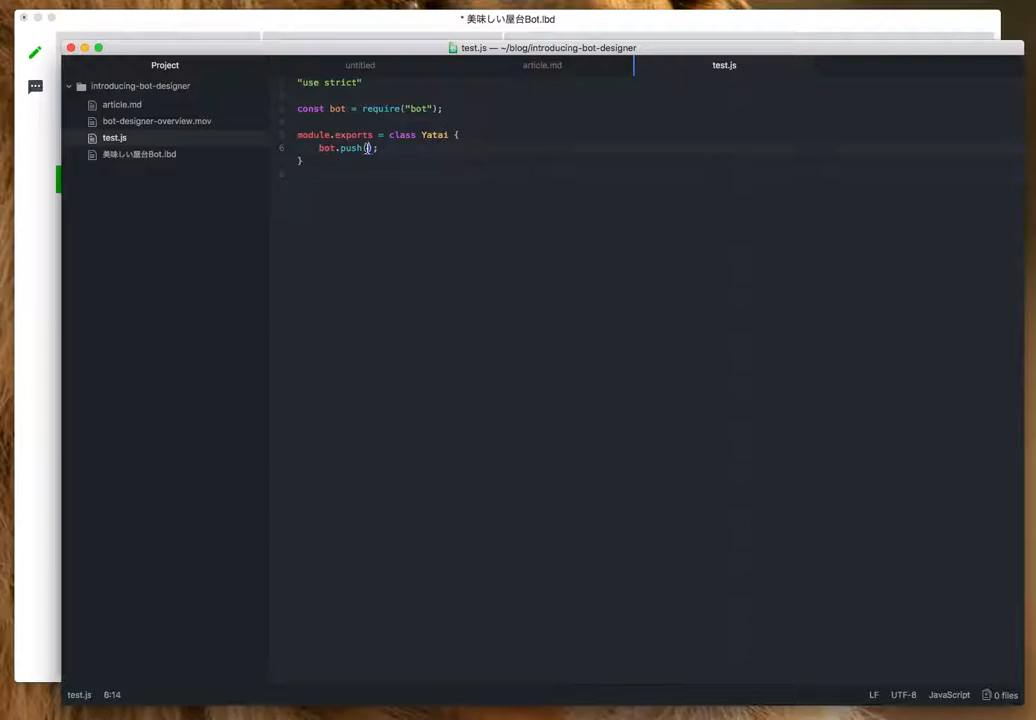 * 美味しい屋台Bot.lbd
test.js — ~/blog/introducing-bot-designer
Project
untitled
article.md
test.js
introducing-bot-designer
article.md
bot-designer-overview.mov
test.js
美味しい屋台Bot.lbd
"use strict"
const bot = require("bot");
module.exports = class Yatai {
6
bot.push();
}
test.js 6:14
LF UTF-8 JavaScript 0 files